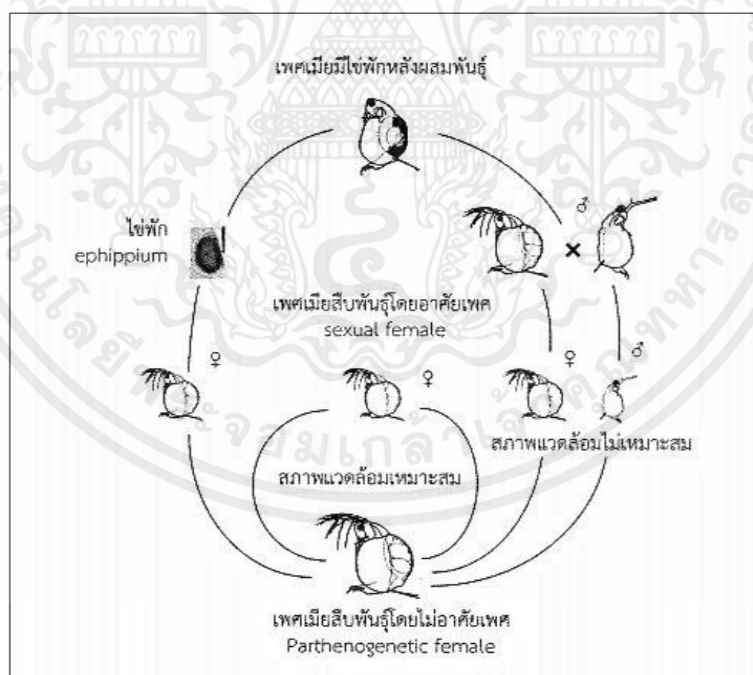 เพศเมียมีไข่พักหลังผสมพันธุ์
♂
ไข่พัก
ephippium
×
เพศเมียสืบพันธุ์โดยอาศัยเพศ
sexual female
♀
♀
♀
♂
สภาพแวดล้อมไม่เหมาะสม
สภาพแวดล้อมเหมาะสม
เพศเมียสืบพันธุ์โดยไม่อาศัยเพศ
Parthenogenetic female